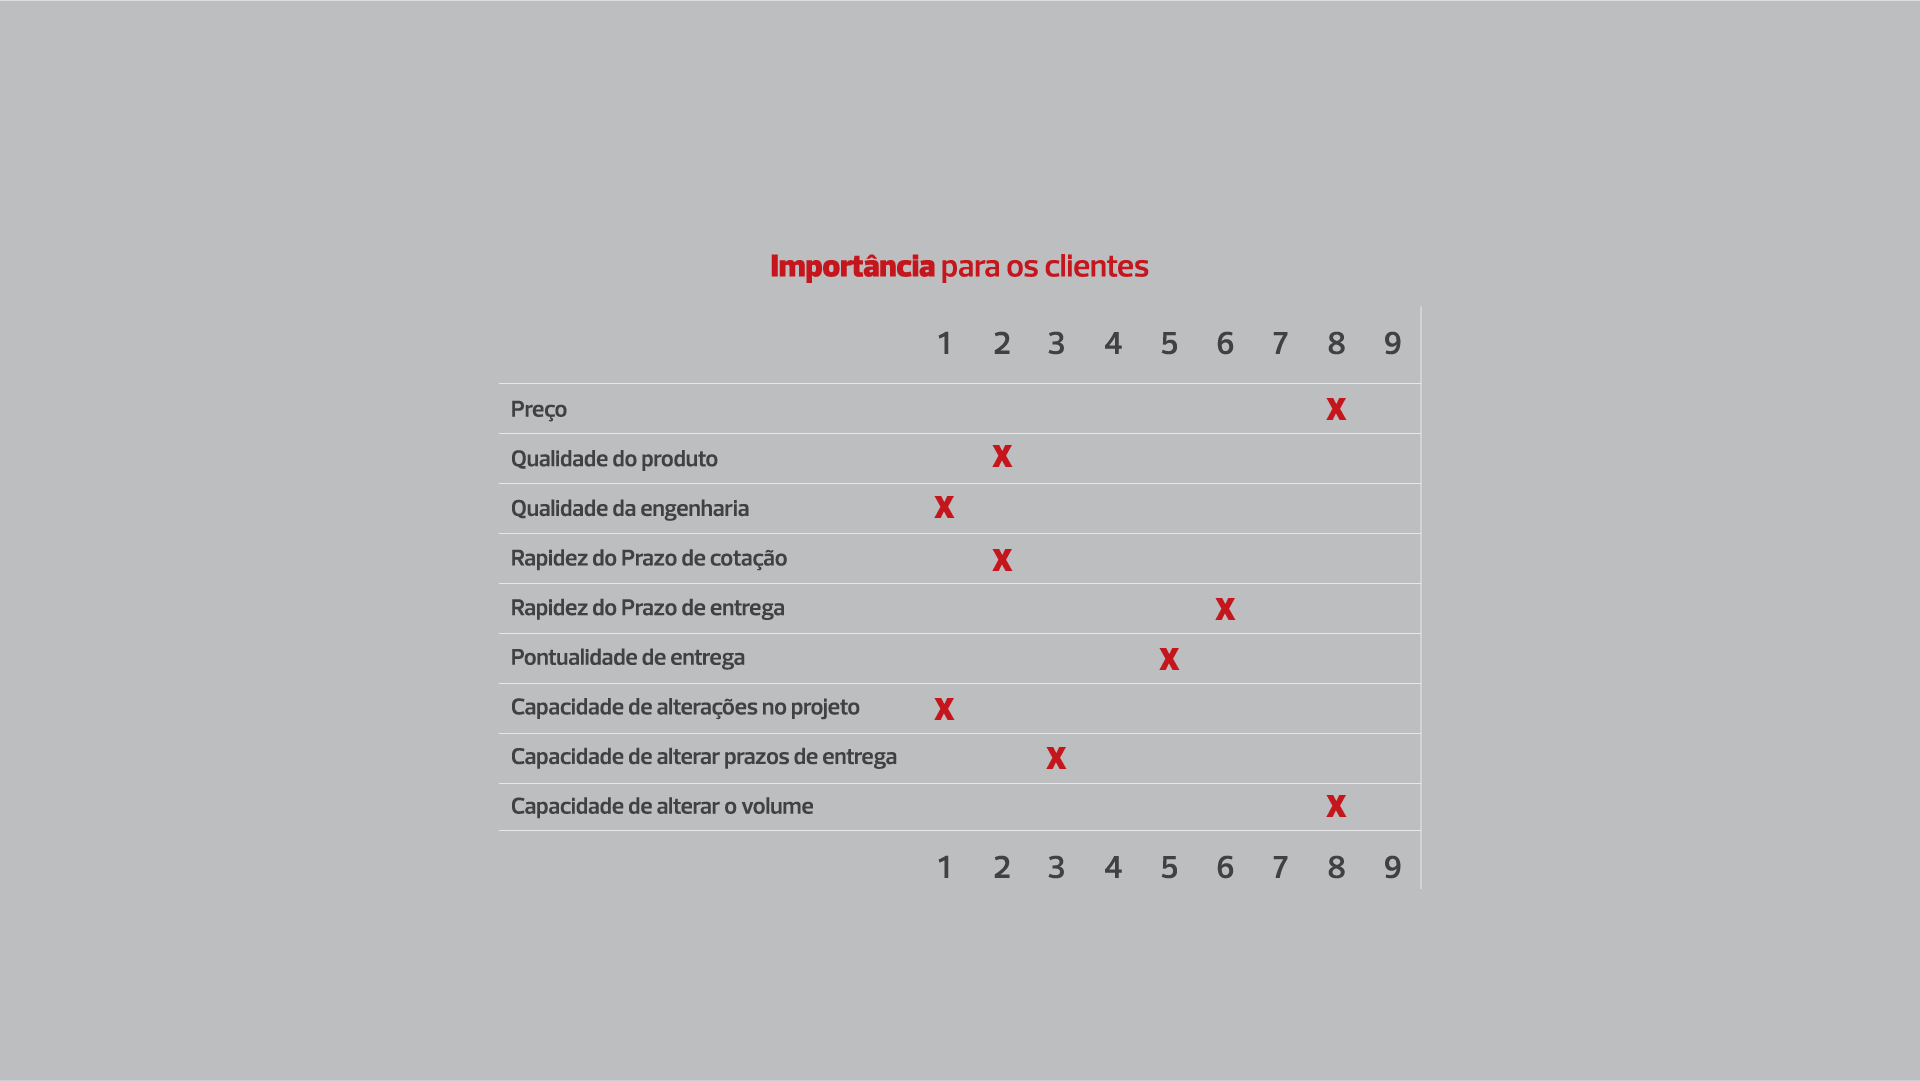 Importância para os clientes
1 2 3 4 5 6 7 8 9
Preço X
Qualidade do produto X
Qualidade da engenharia X
Rapidez do Prazo de cotação X
Rapidez do Prazo de entrega X
Pontualidade de entrega X
Capacidade de alterações no projeto X
Capacidade de alterar prazos de entrega X
Capacidade de alterar o volume X
1 2 3 4 5 6 7 8 9